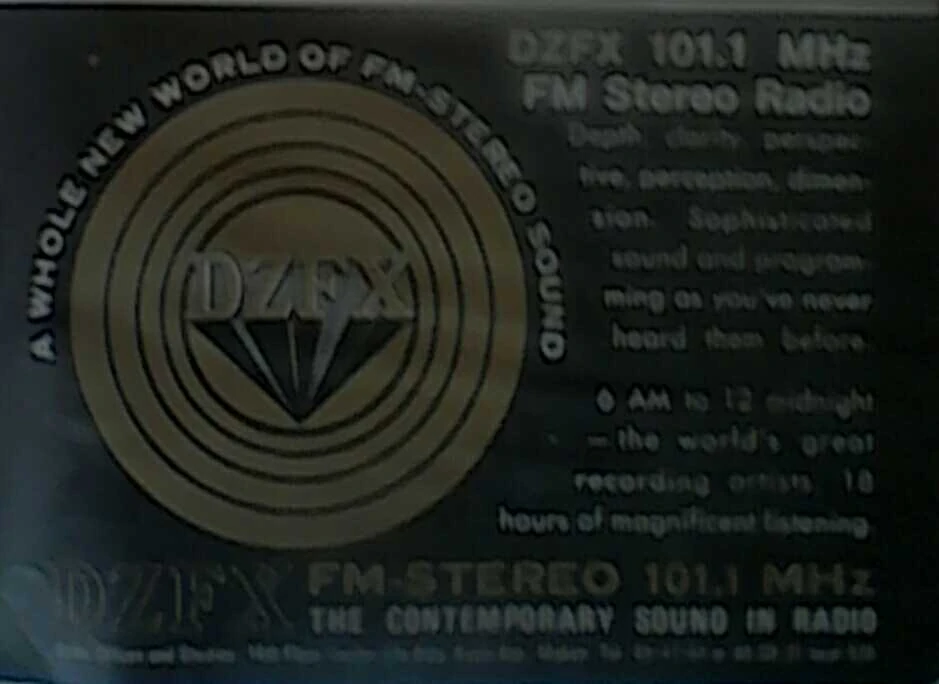 A WHOLE NEW WORLD OF FM-STEREO SOUND
DZFX
DZFX 101.1 MHz
FM Stereo Radio
Depth, clarity, perspec-
tive, perception, dimen-
sion. Sophisticated
sound and program-
ming as you've never
heard them before.
6 AM to 12 midnight
— the world's great
recording artists 18
hours of magnificent listening.
DZFX FM-STEREO 101.1 MHz
THE CONTEMPORARY SOUND IN RADIO
and Studios